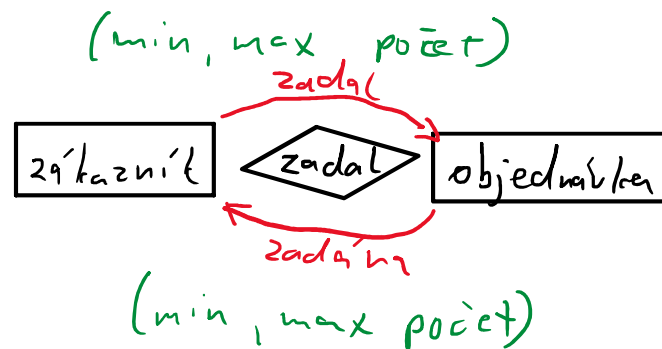 (min, max počet)
zadal
zákazník zadal objednávka
zadána
(min, max počet)